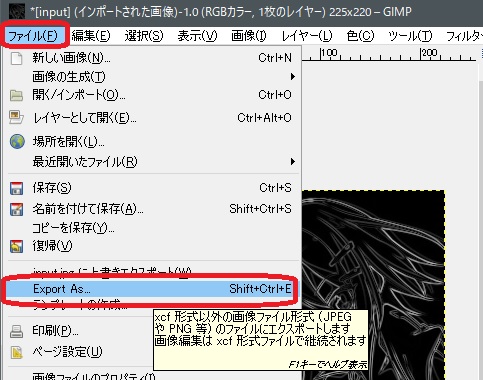 *[input] (インポートされた画像)-1.0 (RGBカラー, 1枚のレイヤー) 225x220 – GIMP
ファイル(F) 編集(E) 選択(S) 表示(V) 画像(I) レイヤー(L) 色(C) ツール(T) フィルタ
100 200
新しい画像(N)... Ctrl+N
画像の生成(T)
開く/インポート(O)... Ctrl+O
レイヤーとして開く(E)... Ctrl+Alt+O
場所を開く(L)...
最近開いたファイル(R)
保存(S) Ctrl+S
名前を付けて保存(A)... Shift+Ctrl+S
コピーを保存(Y)...
復帰(V)
input.jpg に上書きエクスポート(W)
Export As... Shift+Ctrl+E
テンプレートの作成...
xcf 形式以外の画像ファイル形式 (JPEG
や PNG 等) のファイルにエクスポートします
画像編集は xcf 形式ファイルで継続されます
F1キーでヘルプ表示
印刷(P)...
ページ設定(U)...
画像ファイルのプロパティ(I)